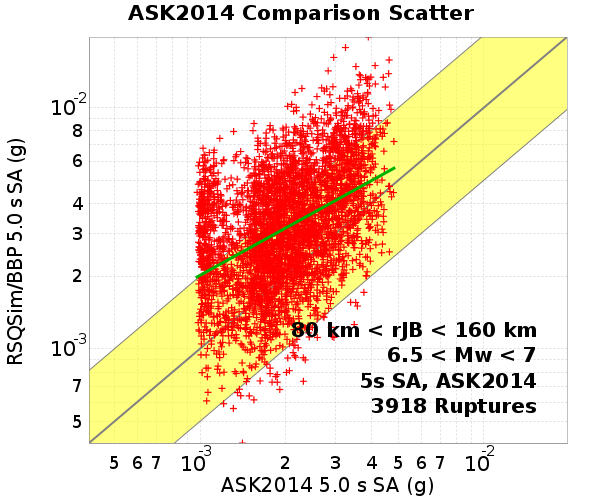 ASK2014 Comparison Scatter
RSQSim/BBP 5.0 s SA (g)
10-2
8
6
4
3
2
10-3
7
5
80 km < rJB < 160 km
6.5 < Mw < 7
5s SA, ASK2014
3918 Ruptures
5 6 7 10-3 2 3 4 5 6 7 10-2
ASK2014 5.0 s SA (g)